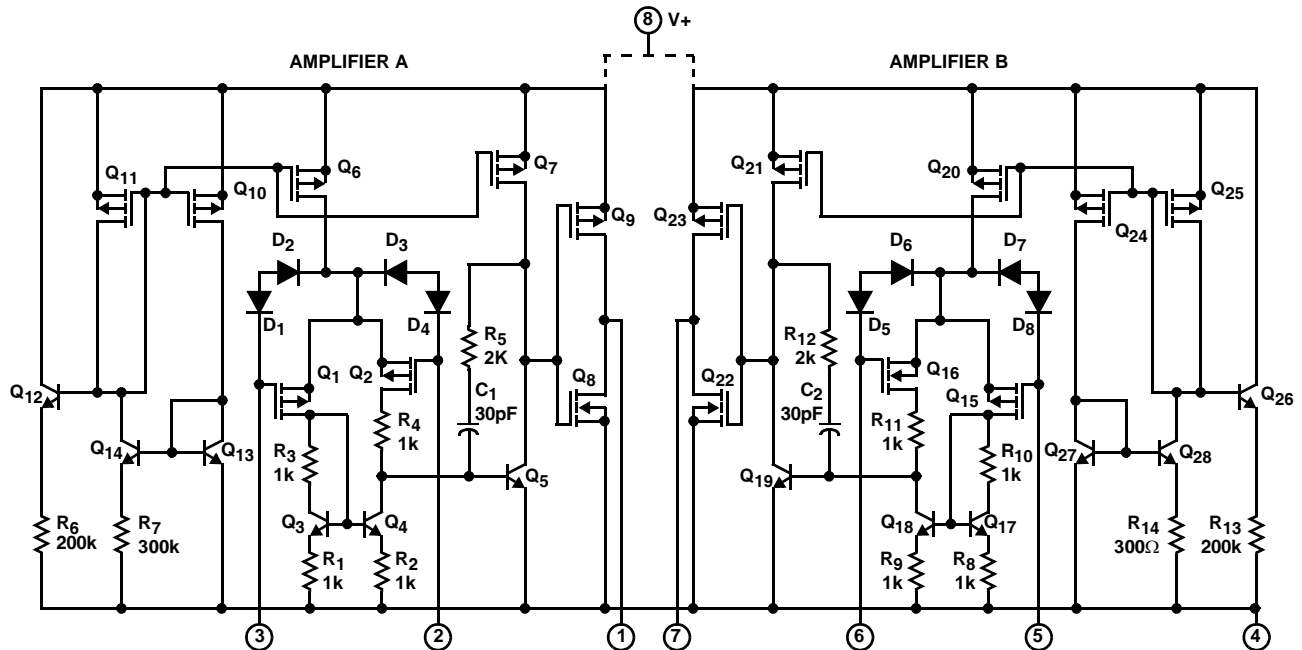 8 V+
AMPLIFIER A
AMPLIFIER B
Q11
Q10
Q6
Q7
Q21
Q20
Q24
Q25
Q9
Q23
D2
D3
D6
D7
D1
D4
D5
D8
R5
2K
R12
2k
Q12
Q1
Q2
C1
30pF
Q8
Q22
C2
30pF
Q16
Q15
Q26
R4
1k
R11
1k
Q14
Q13
R3
1k
Q5
Q19
R10
1k
Q27
Q28
Q3
Q4
Q18
Q17
R6
200k
R7
300k
R1
1k
R2
1k
R9
1k
R8
1k
R14
300Ω
R13
200k
3
2
1
7
6
5
4